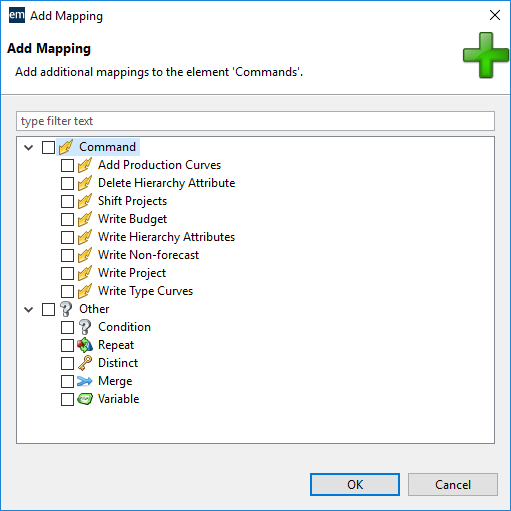 em Add Mapping
Add Mapping
Add additional mappings to the element 'Commands'.
type filter text
Command
Add Production Curves
Delete Hierarchy Attribute
Shift Projects
Write Budget
Write Hierarchy Attributes
Write Non-forecast
Write Project
Write Type Curves
Other
Condition
Repeat
Distinct
Merge
Variable
OK Cancel